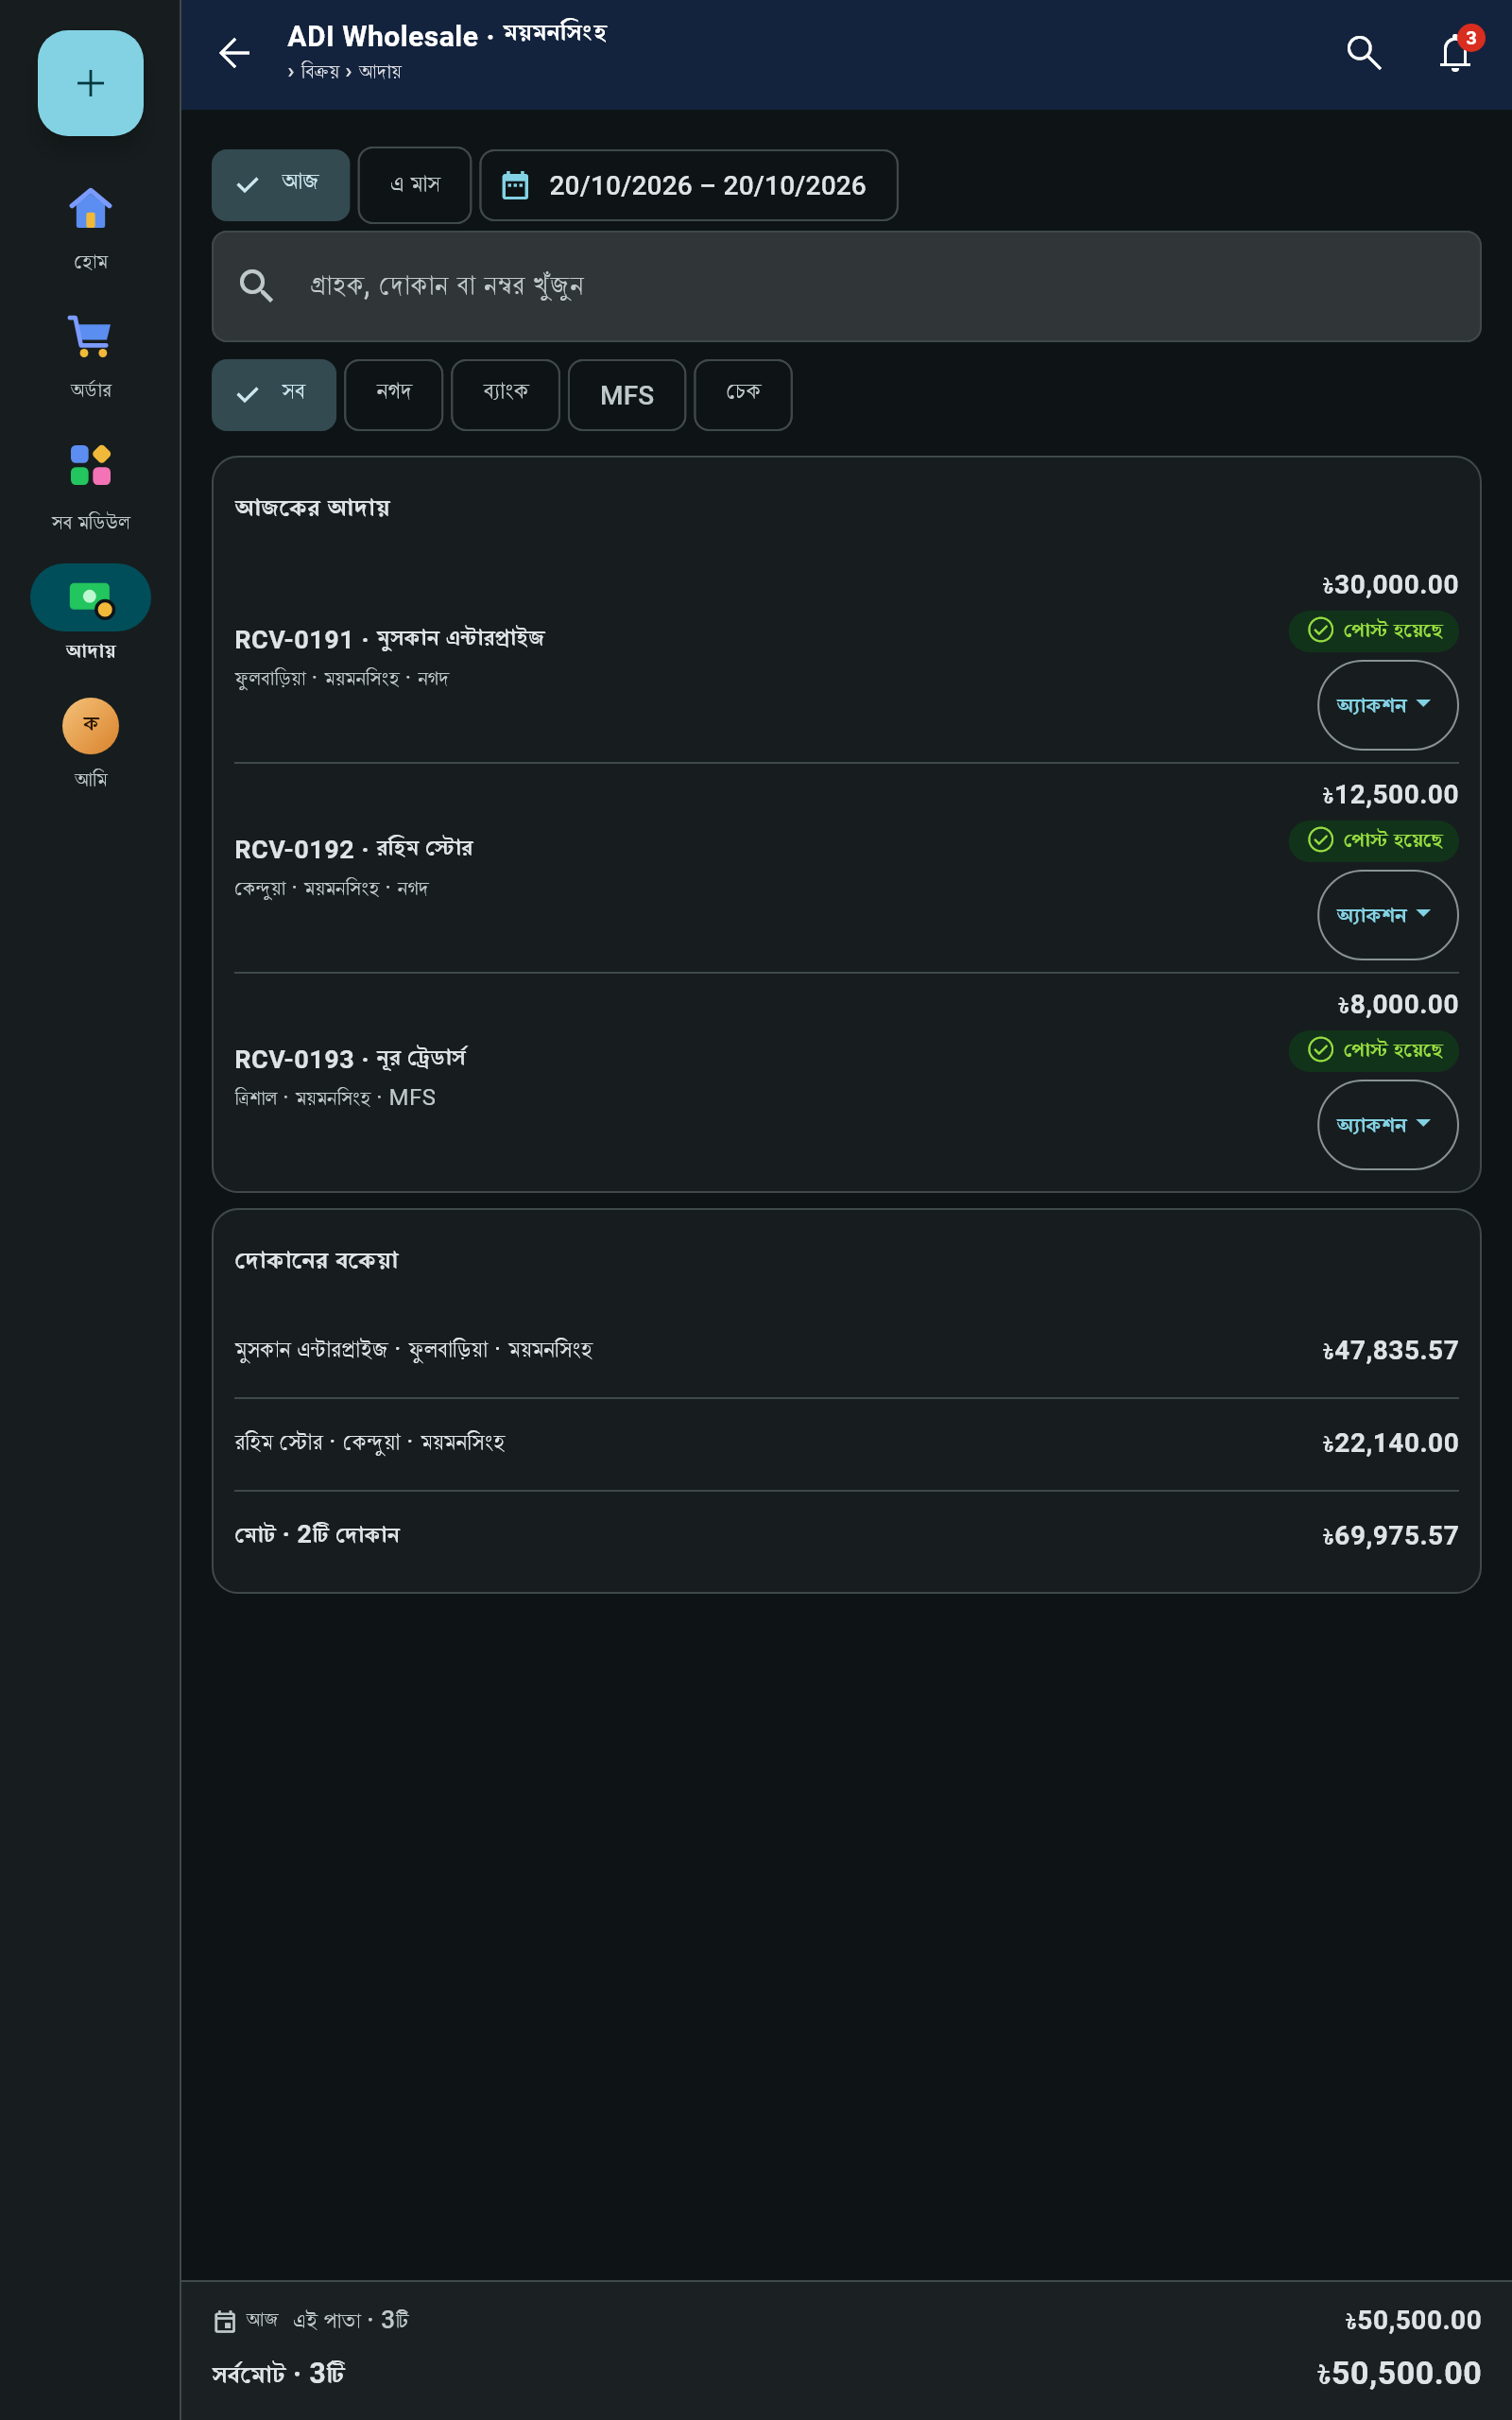 ADI Wholesale · ময়মনসিংহ
› বিক্রয় › আদায়
3
হোম
অর্ডার
সব মডিউল
আদায়
ক
আমি
আজ
এ মাস
20/10/2026 – 20/10/2026
গ্রাহক, দোকান বা নম্বর খুঁজুন
সব
নগদ
ব্যাংক
MFS
চেক
আজকের আদায়
RCV-0191 · মুসকান এন্টারপ্রাইজ
ফুলবাড়িয়া · ময়মনসিংহ · নগদ
৳30,000.00
পোস্ট হয়েছে
অ্যাকশন
RCV-0192 · রহিম স্টোর
কেন্দুয়া · ময়মনসিংহ · নগদ
৳12,500.00
পোস্ট হয়েছে
অ্যাকশন
RCV-0193 · নূর ট্রেডার্স
ত্রিশাল · ময়মনসিংহ · MFS
৳8,000.00
পোস্ট হয়েছে
অ্যাকশন
দোকানের বকেয়া
মুসকান এন্টারপ্রাইজ · ফুলবাড়িয়া · ময়মনসিংহ ৳47,835.57
রহিম স্টোর · কেন্দুয়া · ময়মনসিংহ ৳22,140.00
মোট · 2টি দোকান ৳69,975.57
আজ এই পাতা · 3টি ৳50,500.00
সর্বমোট · 3টি ৳50,500.00